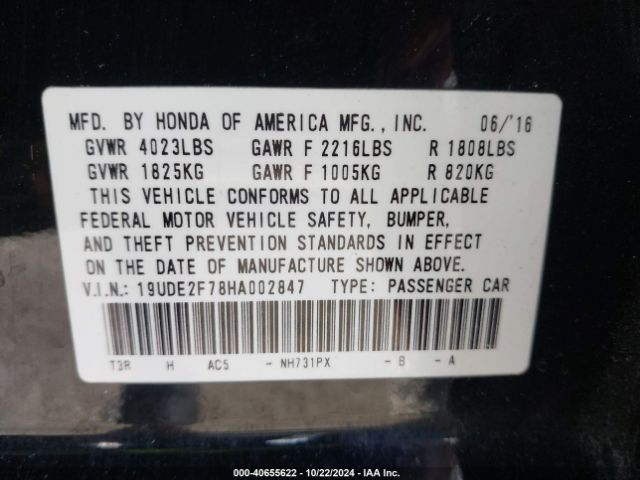 MFD. BY HONDA OF AMERICA MFG., INC. 06/'16
GVWR 4023LBS GAWR F 2216LBS R 1808LBS
GVWR 1825KG GAWR F 1005KG R 820KG
THIS VEHICLE CONFORMS TO ALL APPLICABLE
FEDERAL MOTOR VEHICLE SAFETY, BUMPER,
AND THEFT PREVENTION STANDARDS IN EFFECT
ON THE DATE OF MANUFACTURE SHOWN ABOVE.
V.I.N.: 19UDE2F78HA002847 TYPE: PASSENGER CAR
T3R H AC5 - NH731PX - B - A
000-40655622 - 10/22/2024 - IAA Inc.